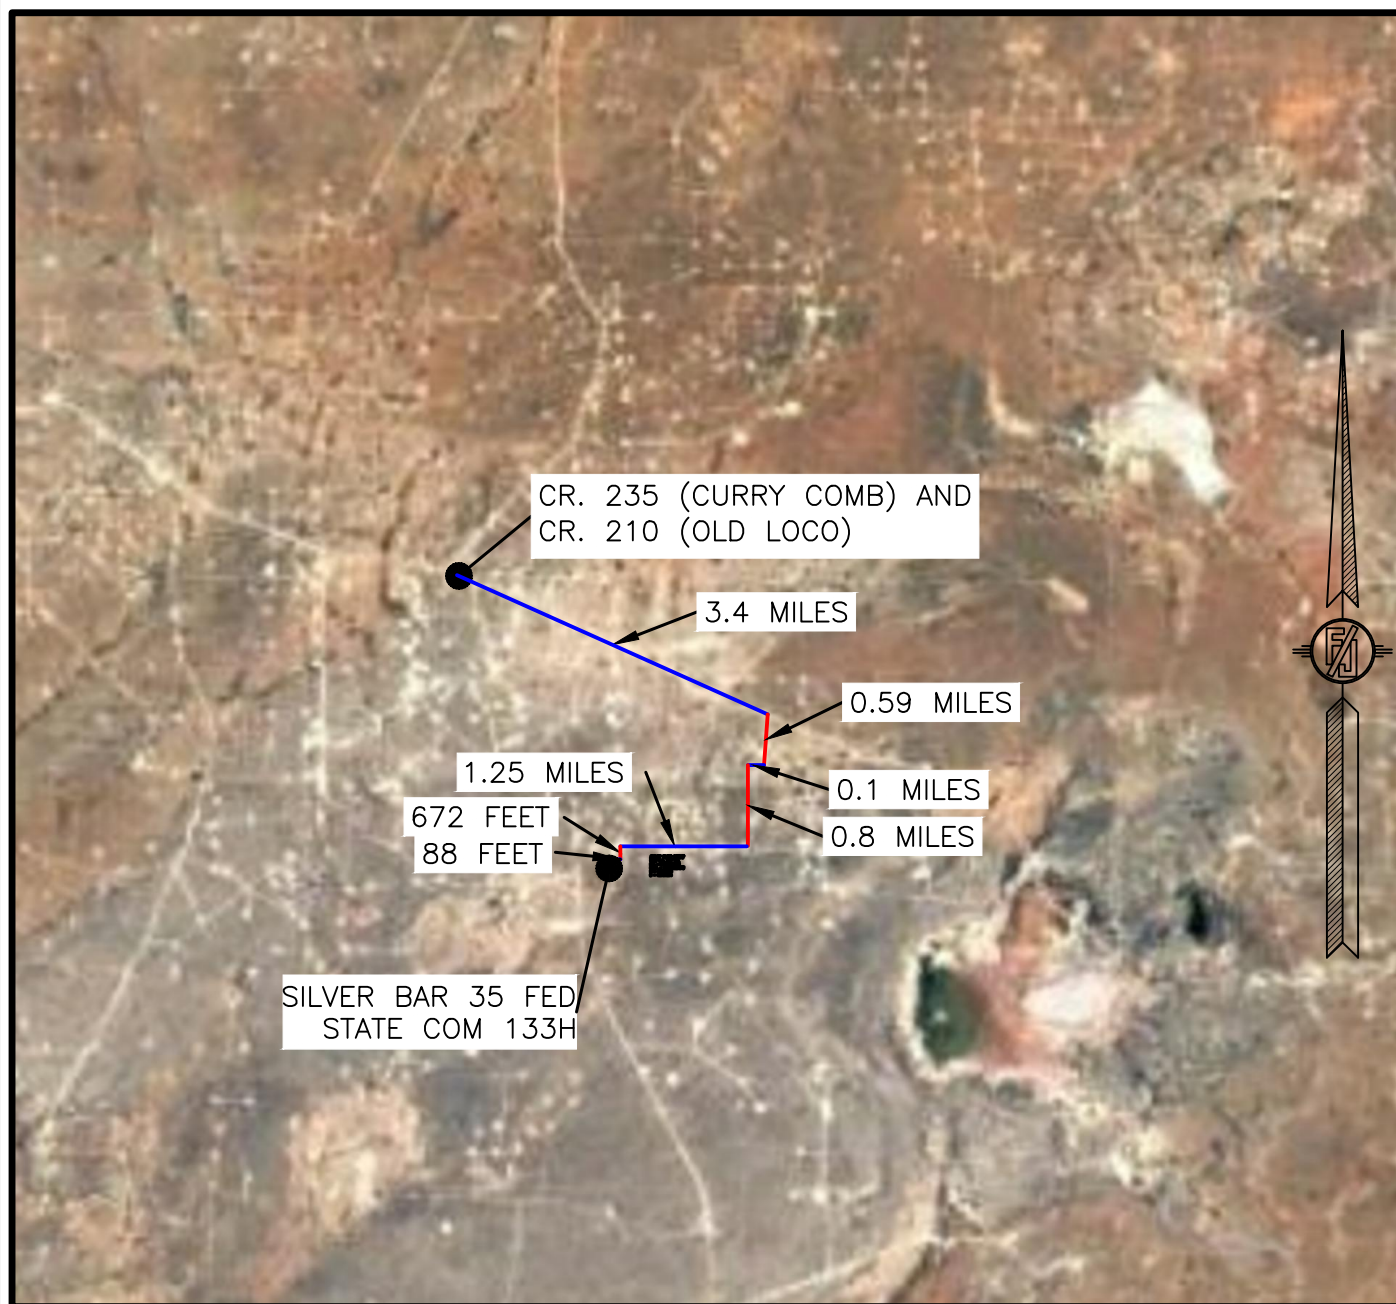 CR. 235 (CURRY COMB) AND
CR. 210 (OLD LOCO)
3.4 MILES
0.59 MILES
1.25 MILES
0.1 MILES
672 FEET
0.8 MILES
88 FEET
SILVER BAR 35 FED
STATE COM 133H